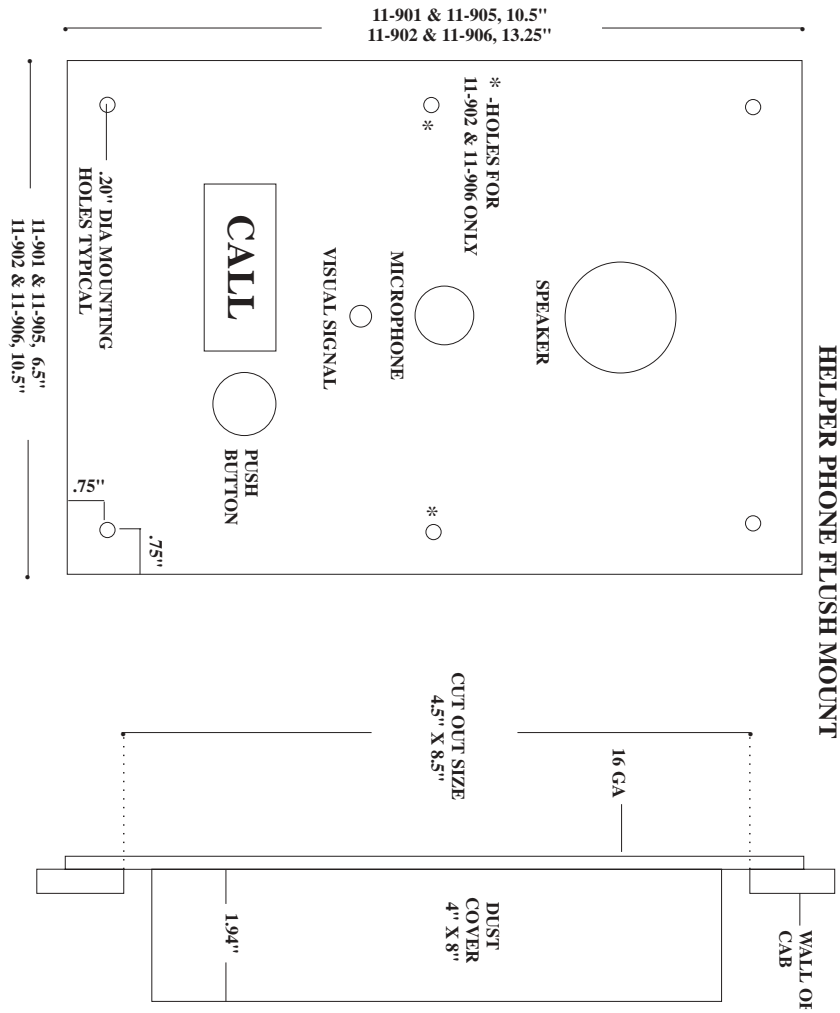 HELPER PHONE FLUSH MOUNT
11-901 & 11-905, 10.5"
11-902 & 11-906, 13.25"
* -HOLES FOR
11-902 & 11-906 ONLY
*
*
SPEAKER
MICROPHONE
VISUAL SIGNAL
CALL
PUSH
BUTTON
.20" DIA MOUNTING
HOLES TYPICAL
.75"
.75"
11-901 & 11-905, 6.5"
11-902 & 11-906, 10.5"
WALL OF
CAB
16 GA
CUT OUT SIZE
4.5" X 8.5"
DUST
COVER
4" X 8"
1.94"